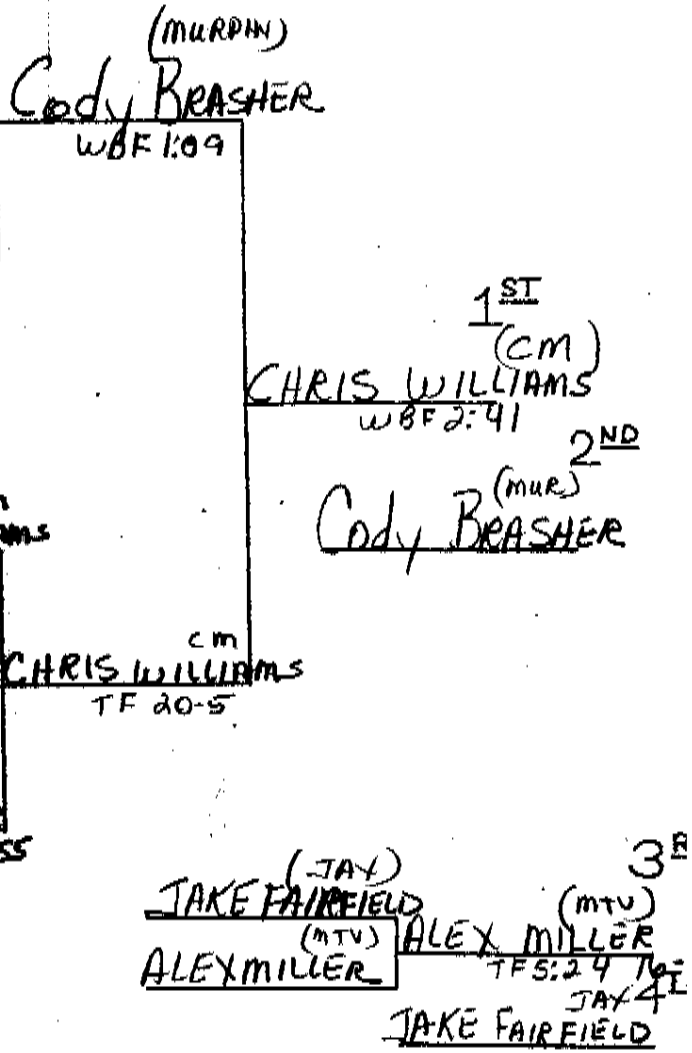 (MURPHY)
Cody BRASHER
WBF 1:09
1ST
(CM)
CHRIS WILLIAMS
WBF 2:41
2ND
(MUR)
Cody BRASHER
CM
CHRIS WILLIAMS
TF 20-5
3R
(JAY)
JAKE FAIRFIELD
(MTV)
ALEX MILLER
(MTV)
ALEX MILLER
TF 5:24 16-
JAY 4
JAKE FAIRFIELD